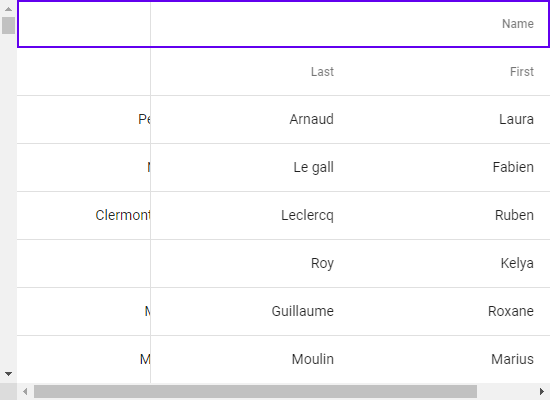 Name
Last First
Pe Arnaud Laura
Le gall Fabien
Clermont Leclercq Ruben
Roy Kelya
Guillaume Roxane
M Moulin Marius